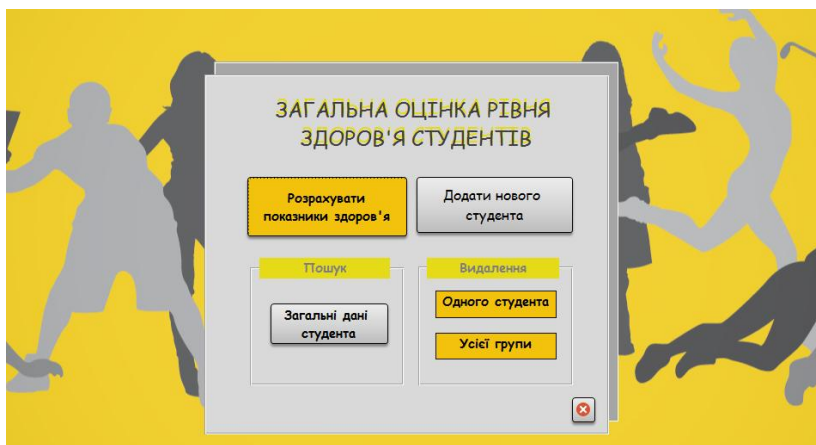 ЗАГАЛЬНА ОЦІНКА РІВНЯ
ЗДОРОВ'Я СТУДЕНТІВ
Розрахувати
показники здоров'я
Додати нового
студента
Пошук
Видалення
Загальні дані
студента
Одного студента
Усієї групи